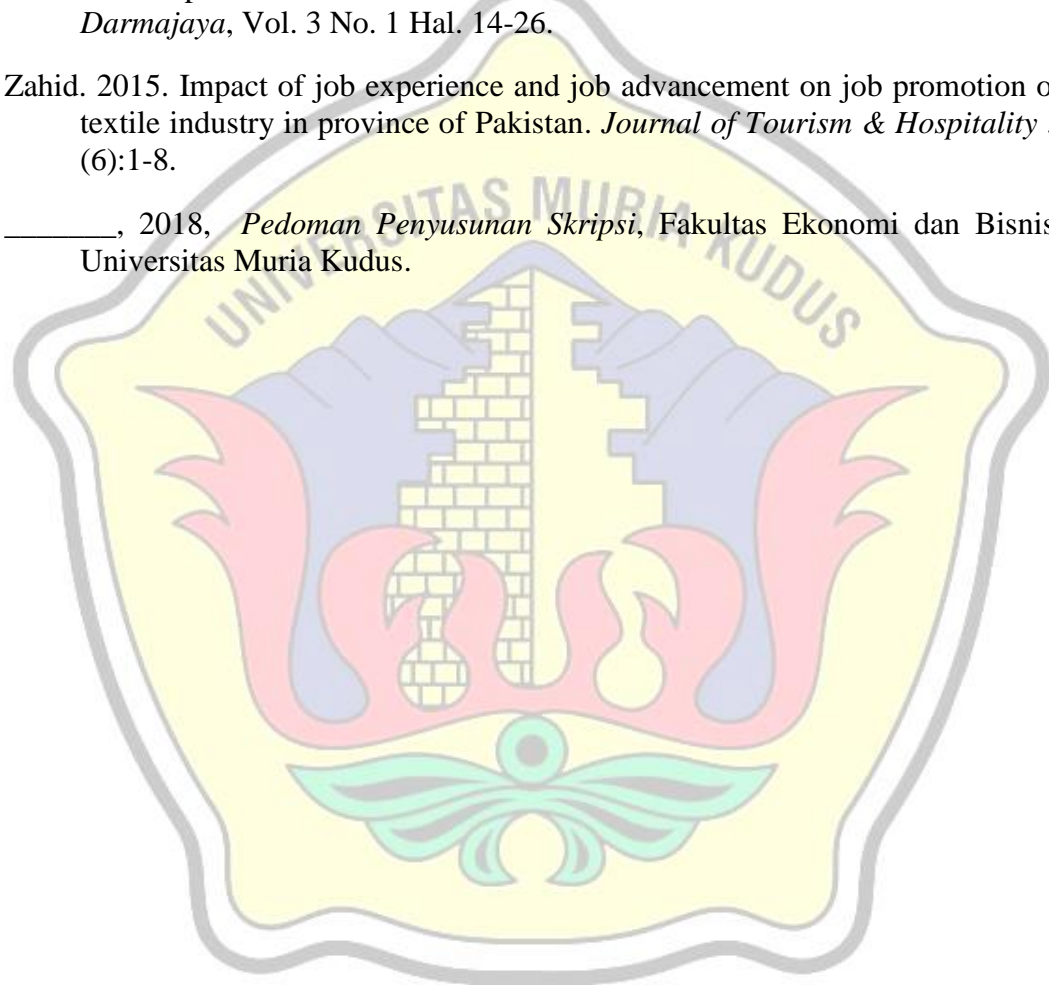 Darmajaya, Vol. 3 No. 1 Hal. 14-26.
Zahid. 2015. Impact of job experience and job advancement on job promotion
textile industry in province of Pakistan. Journal of Tourism & Hospitality
(6):1-8.
_______, 2018, Pedoman Penyusunan Skripsi, Fakultas Ekonomi dan Bisnis
Universitas Muria Kudus.
UNIVERSITAS MURIA KUDUS